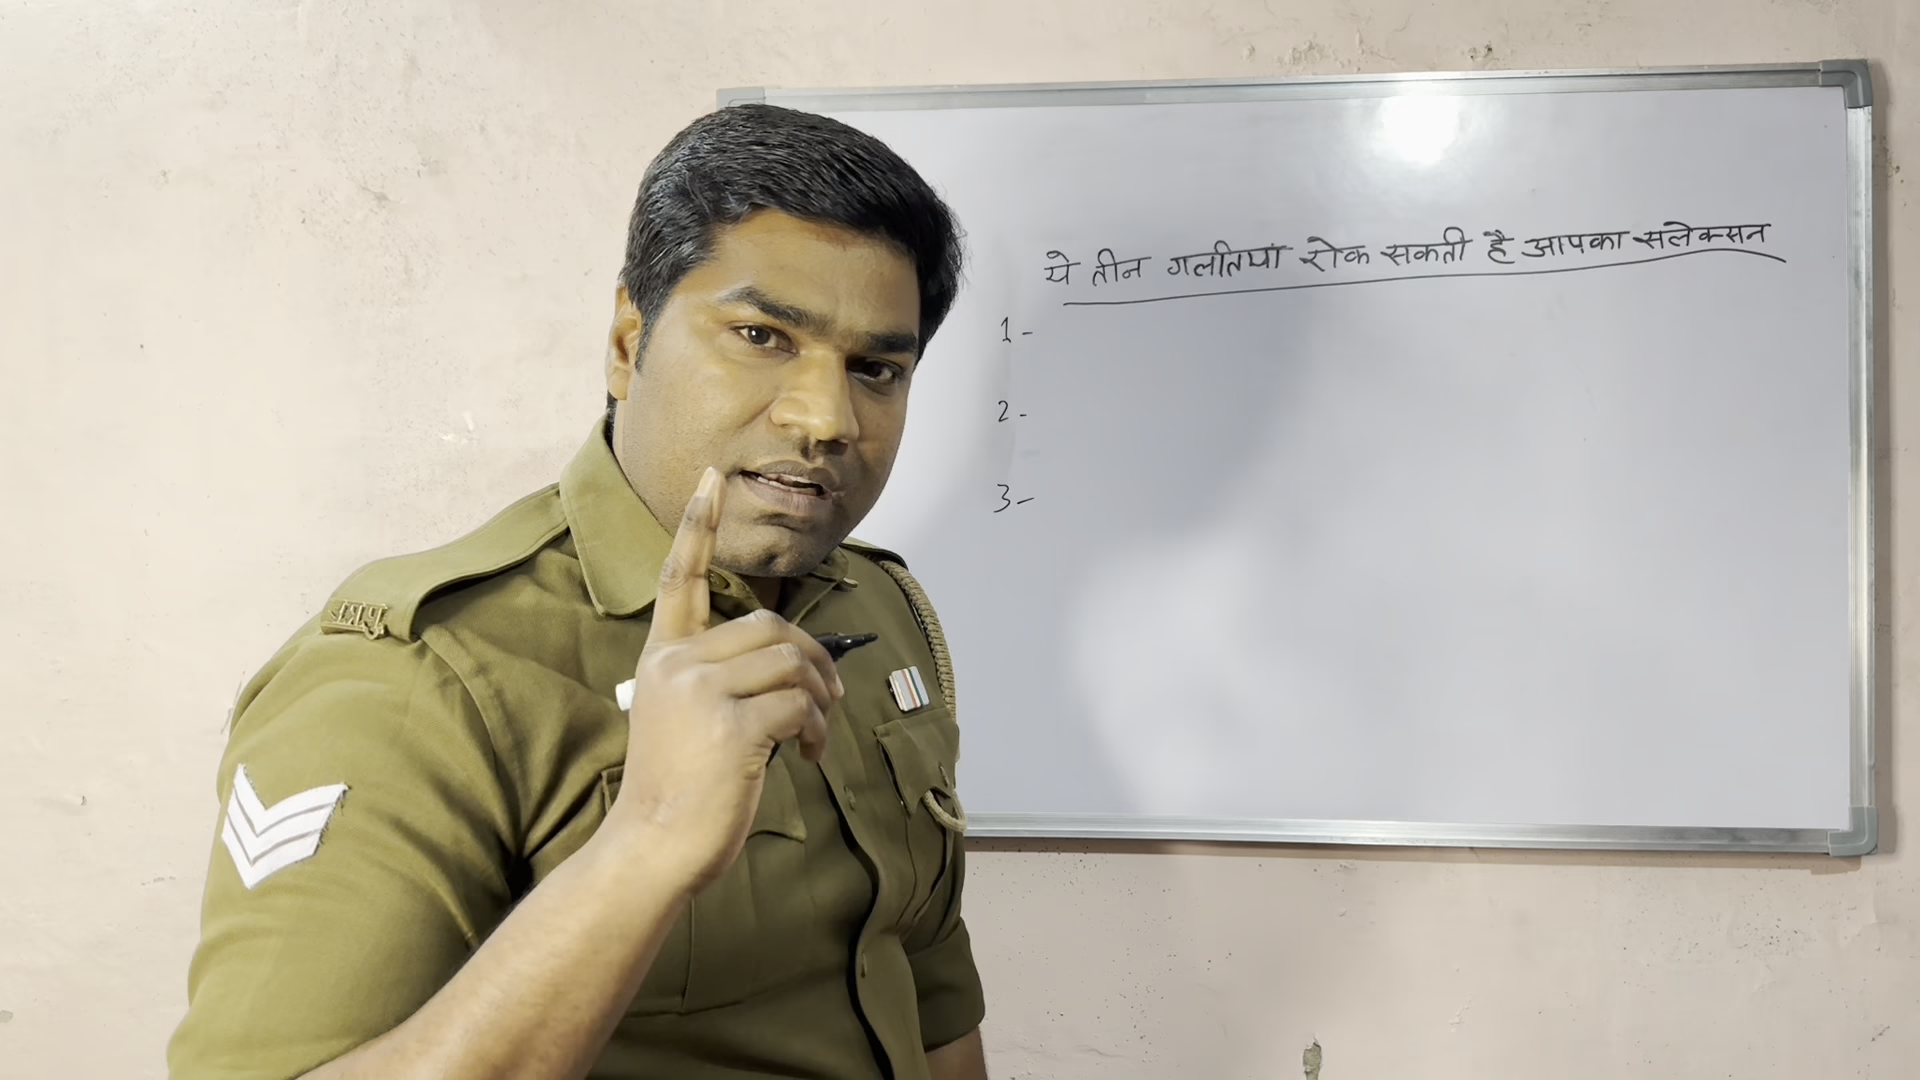 ये तीन गलतियां रोक सकती है आपका सलेक्सन
1-
2-
3-